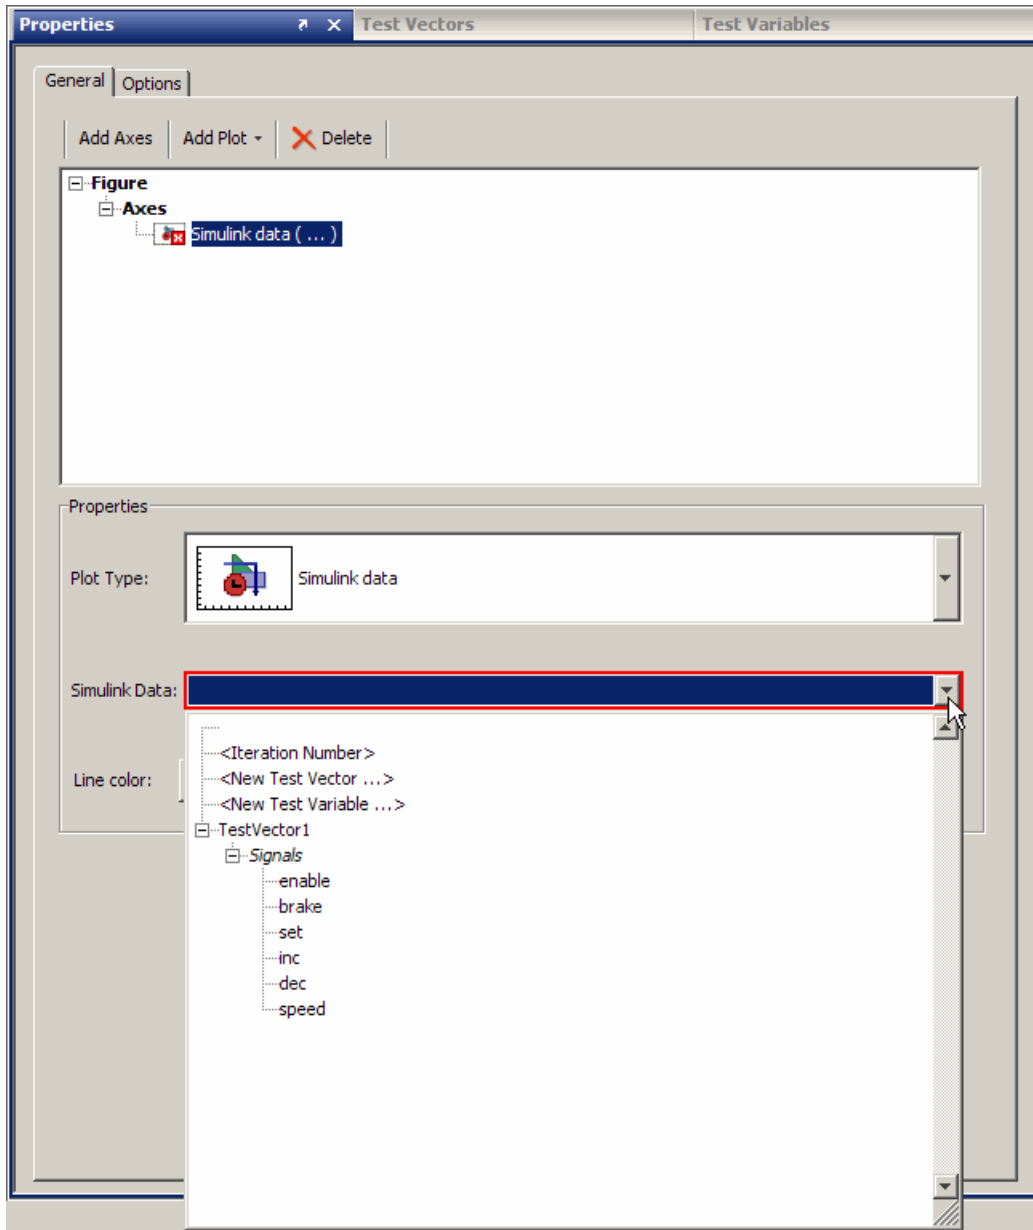 Properties Test Vectors Test Variables
General Options
Add Axes Add Plot Delete
Figure
Axes
Simulink data ( ... )
Properties
Plot Type: Simulink data
Simulink Data:
<Iteration Number>
Line color: <New Test Vector ...>
<New Test Variable ...>
TestVector1
Signals
enable
brake
set
inc
dec
speed